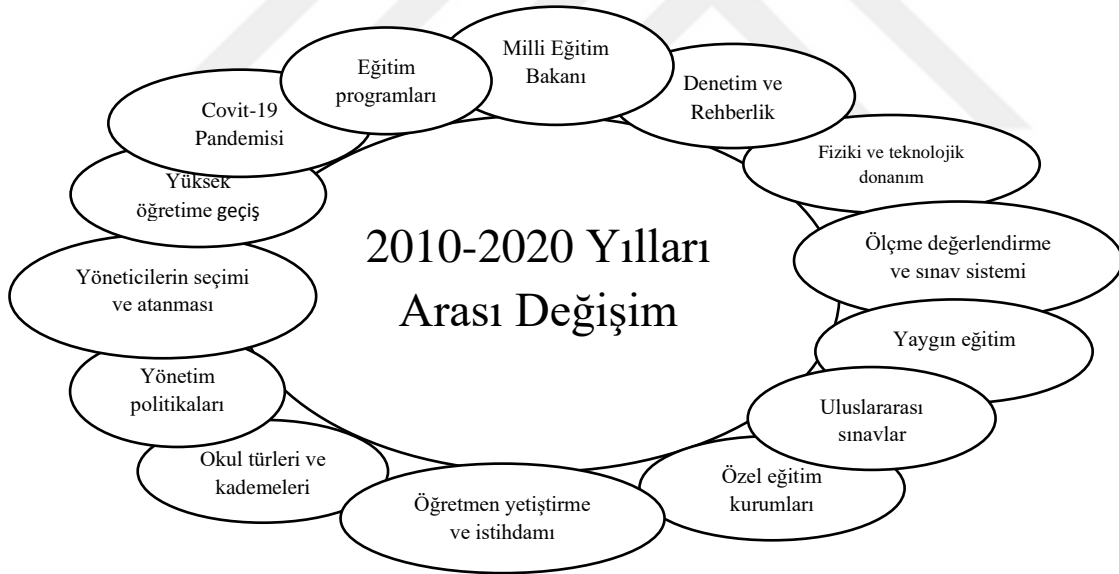 Milli Eğitim
Bakanı
Denetim ve
Rehberlik
Fiziki ve teknolojik
donanım
Ölçme değerlendirme
ve sınav sistemi
Yaygın eğitim
Uluslararası
sınavlar
Özel eğitim
kurumları
Öğretmen yetiştirme
ve istihdamı
Okul türleri ve
kademeleri
Yönetim
politikaları
Yöneticilerin seçimi
ve atanması
Yüksek
öğretime geçiş
Covit-19
Pandemisi
Eğitim
programları
2010-2020 Yılları
Arası Değişim